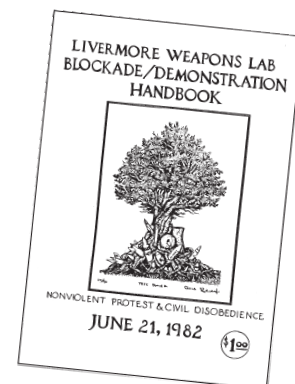 LIVERMORE WEAPONS LAB
BLOCKADE/DEMONSTRATION
HANDBOOK
NONVIOLENT PROTEST & CIVIL DISOBEDIENCE
JUNE 21, 1982
$1.00